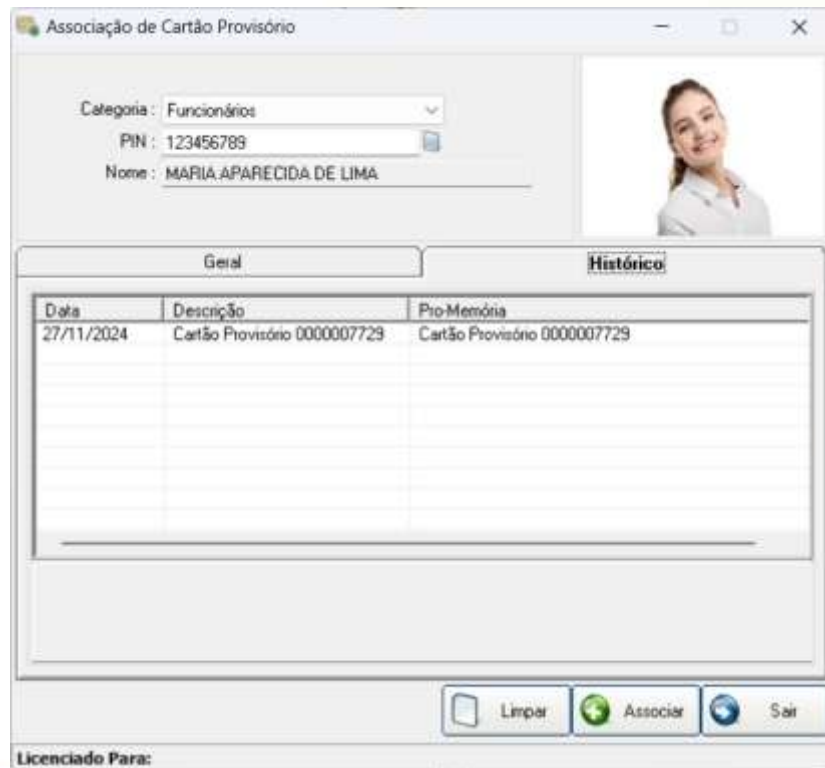 Associação de Cartão Provisório
Categoria : Funcionários
PIN : 123456789
Nome : MARIA APARECIDA DE LIMA
Geral Histórico
Data Descrição Pro-Memória
27/11/2024 Cartão Provisório 0000007729 Cartão Provisório 0000007729
Limpar Associar Sair
Licenciado Para: